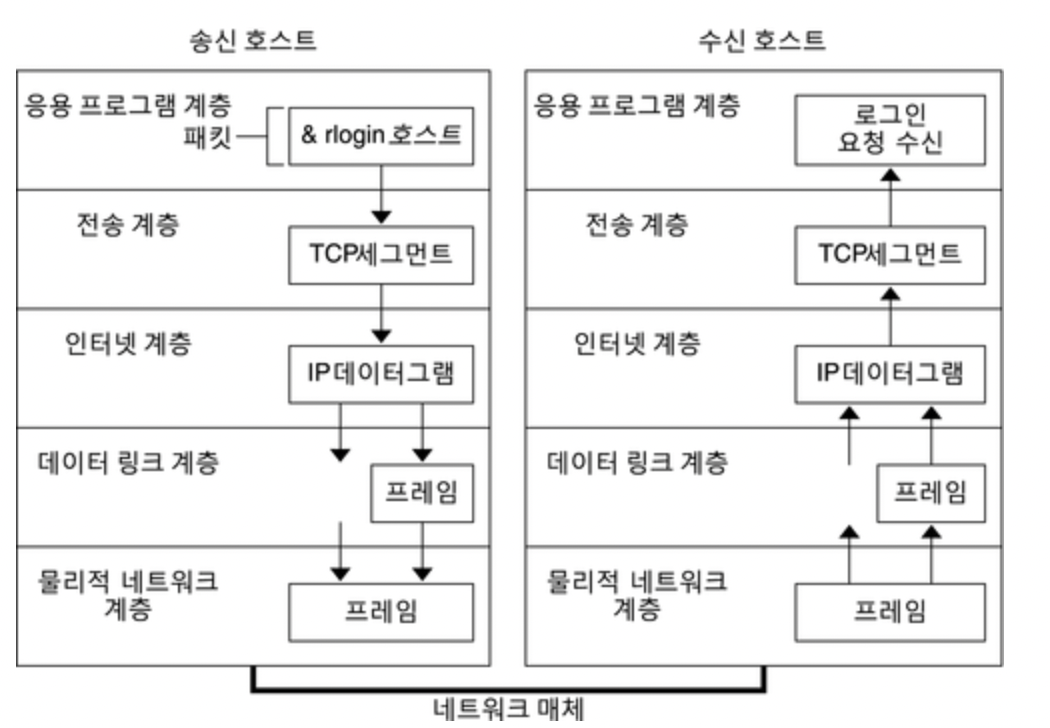 송신 호스트
응용 프로그램 계층
패킷
& rlogin 호스트
전송 계층
TCP세그먼트
인터넷 계층
IP데이터그램
데이터 링크 계층
프레임
물리적 네트워크
계층
프레임
수신 호스트
응용 프로그램 계층
로그인
요청 수신
전송 계층
TCP세그먼트
인터넷 계층
IP데이터그램
데이터 링크 계층
프레임
물리적 네트워크
계층
프레임
네트워크 매체